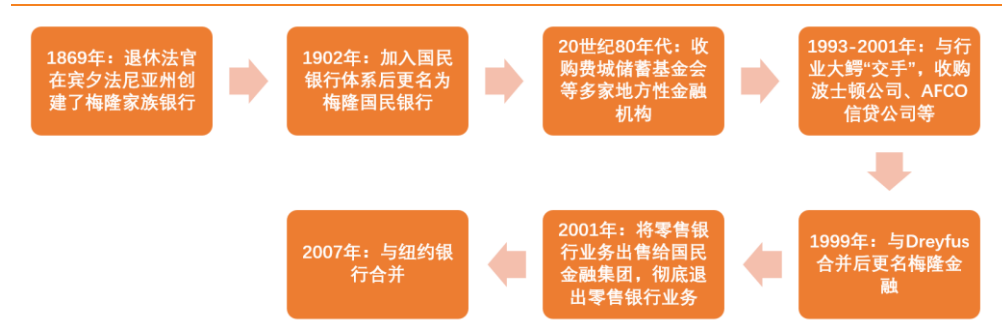 1869年：退休法官
在宾夕法尼亚州创
建了梅隆家族银行
1902年：加入国民
银行体系后更名为
梅隆国民银行
20世纪80年代：收
购费城储蓄基金会
等多家地方性金融
机构
1993-2001年：与行
业大鳄“交手”，收购
波士顿公司、AFCO
信贷公司等
1999年：与Dreyfus
合并后更名梅隆金
融
2001年：将零售银
行业务出售给国民
金融集团，彻底退
出零售银行业务
2007年：与纽约银
行合并